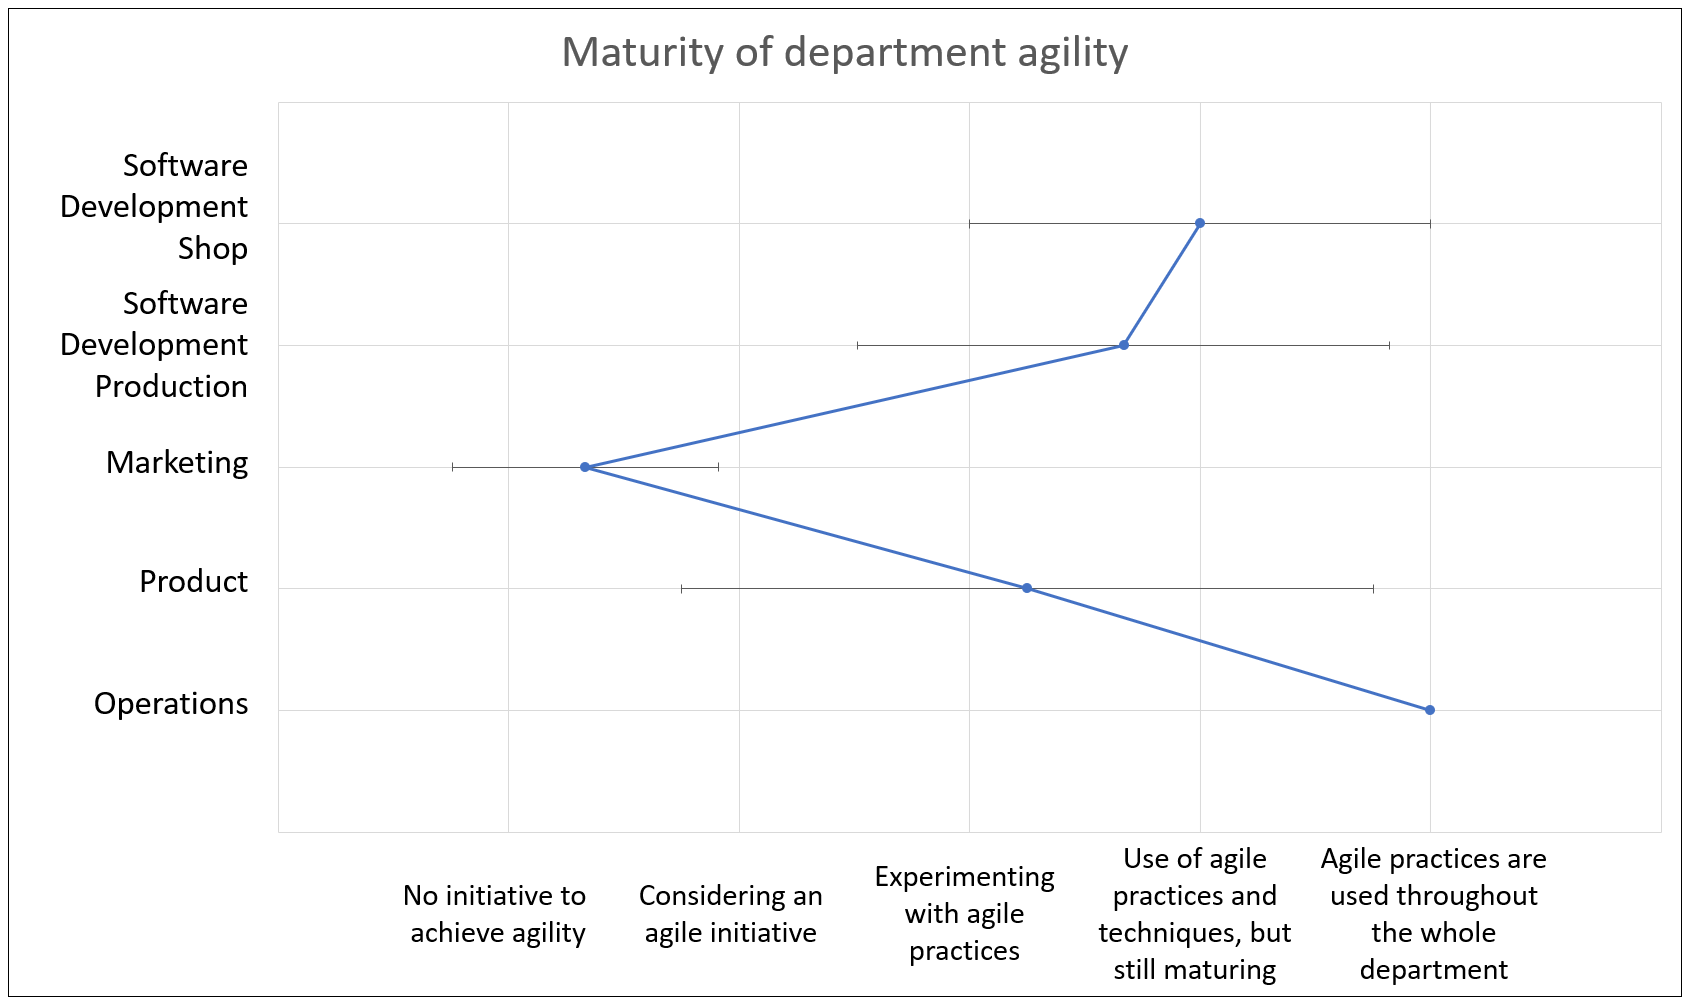 Maturity of department agility
Software
Development
Shop
Software
Development
Production
Marketing
Product
Operations
No initiative to
achieve agility
Considering an
agile initiative
Experimenting
with agile
practices
Use of agile
practices and
techniques, but
still maturing
Agile practices are
used throughout
the whole
department